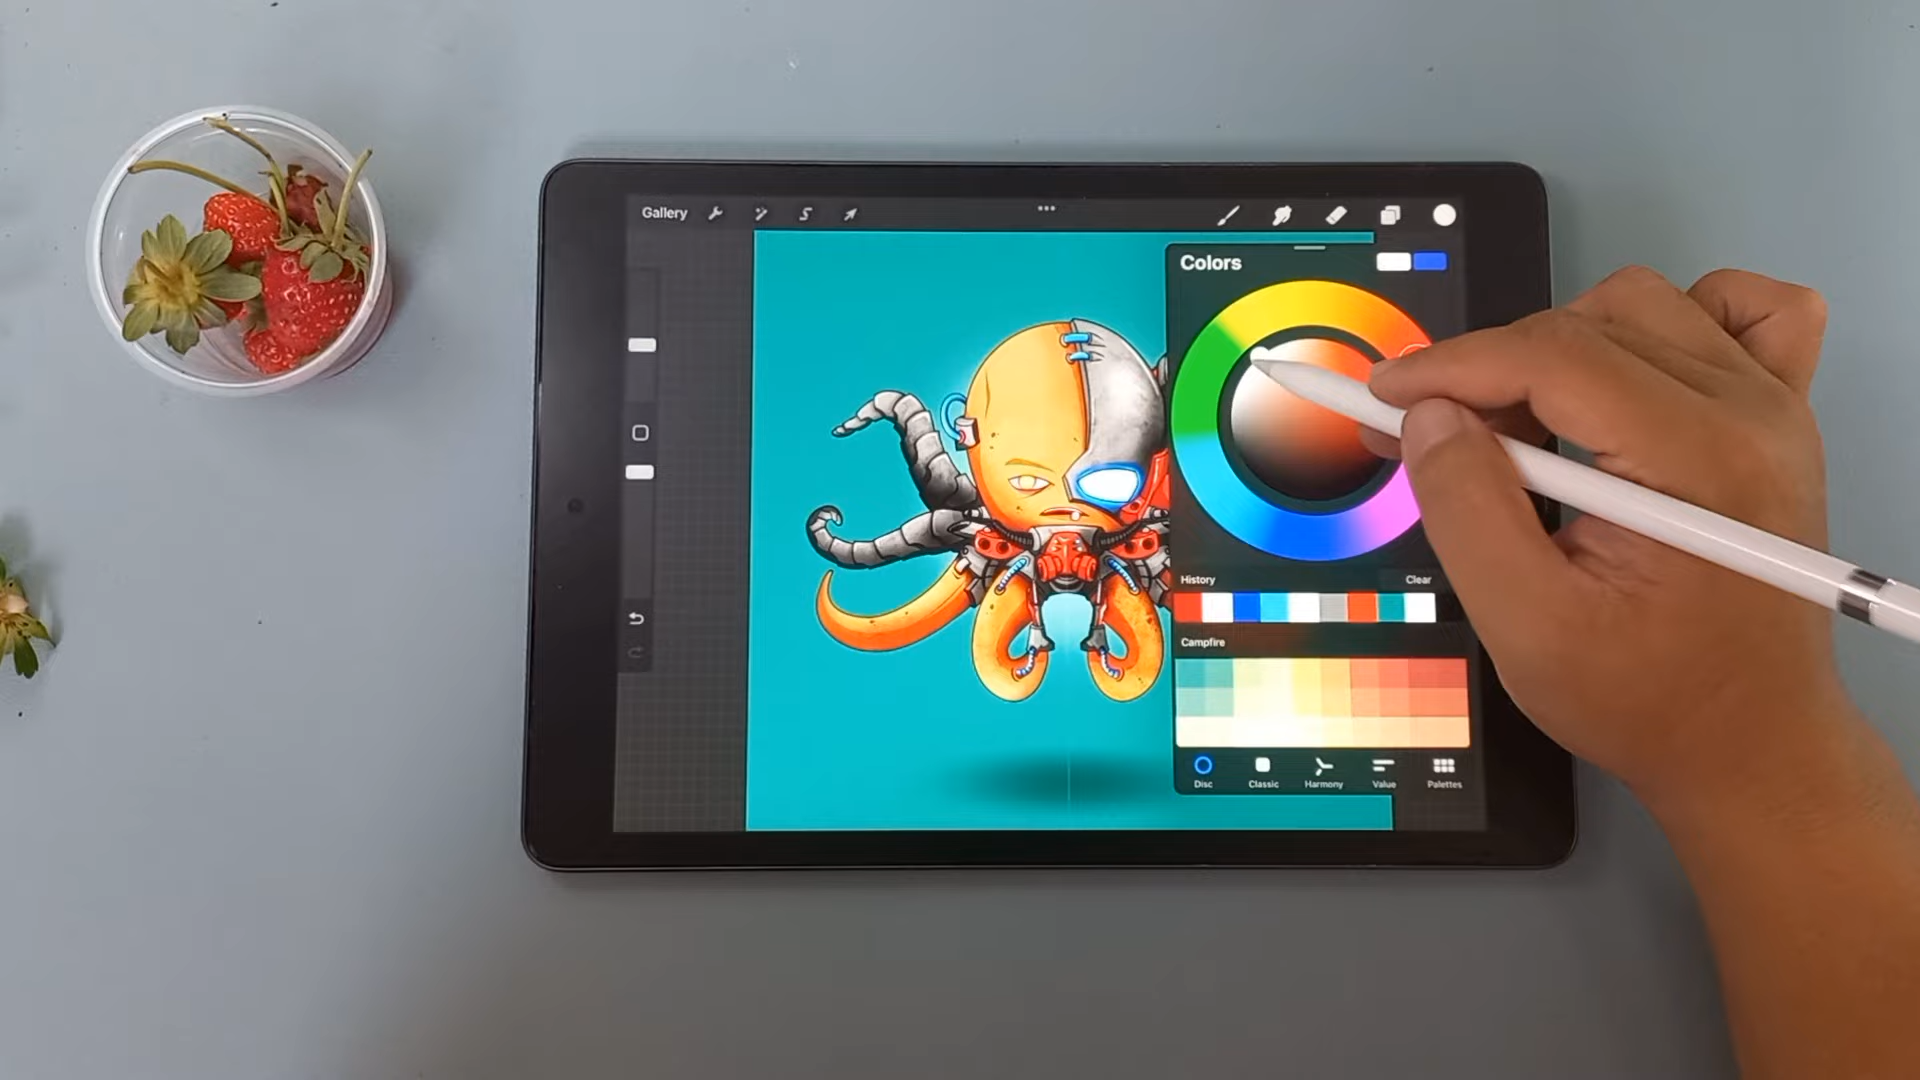 Gallery
Colors
History Clear
Campfire
Disc Classic Harmony Value Palettes